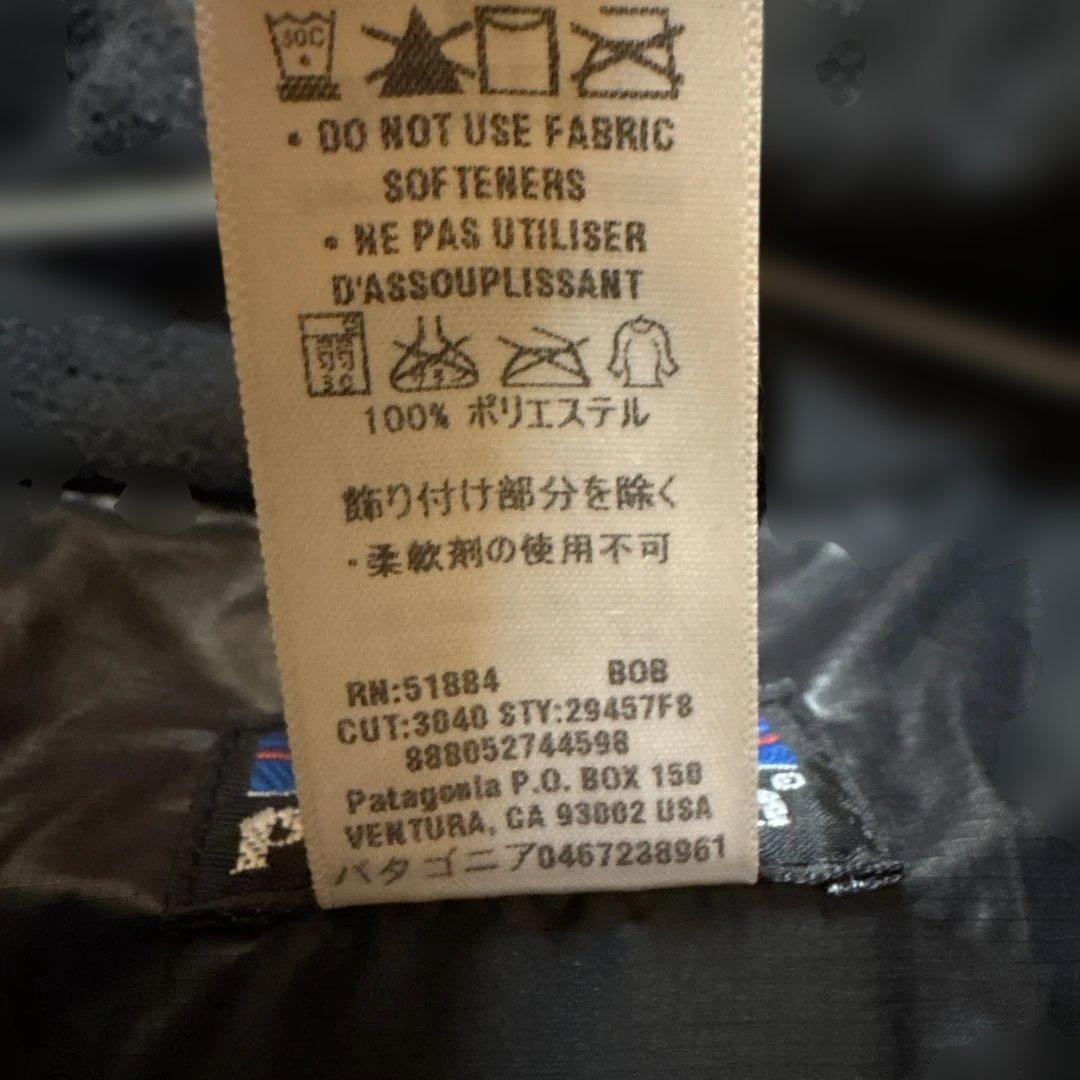 30C
• DO NOT USE FABRIC
SOFTENERS
• NE PAS UTILISER
D'ASSOUPLISSANT
100% ポリエステル
飾り付け部分を除く
・柔軟剤の使用不可
RN:51884 BOB
CUT:3040 STY:29457F8
888052744598
Patagonia P.O. BOX 150
VENTURA, CA 93002 USA
パタゴニア0467238961